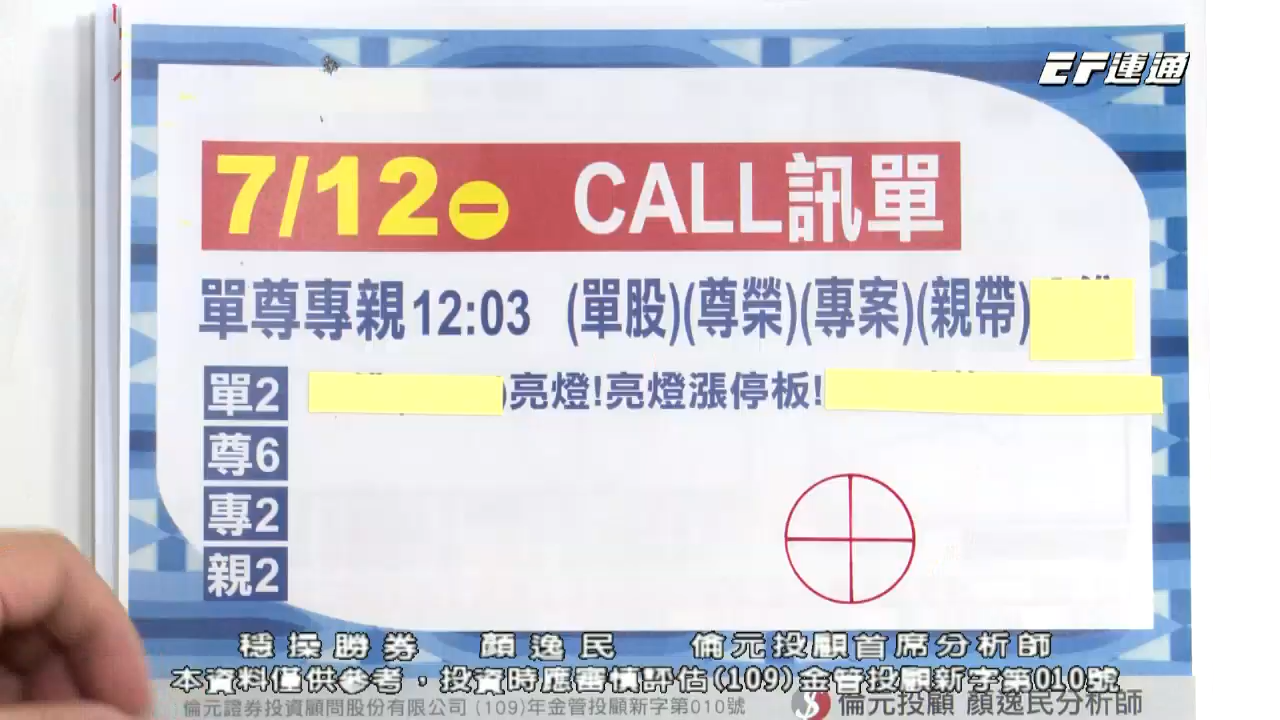 EF運通
7/12㊀ CALL訊單
單尊專親12:03 (單股)(尊榮)(專案)(親帶)
單2 亮燈!亮燈漲停板!
尊6
專2
親2
穩操勝券 顏逸民 倫元投顧首席分析師
本資料僅供參考，投資時應審慎評估(109)金管投顧新字第010號
倫元證券投資顧問股份有限公司 (109)年金管投顧新字第010號
倫元投顧 顏逸民分析師